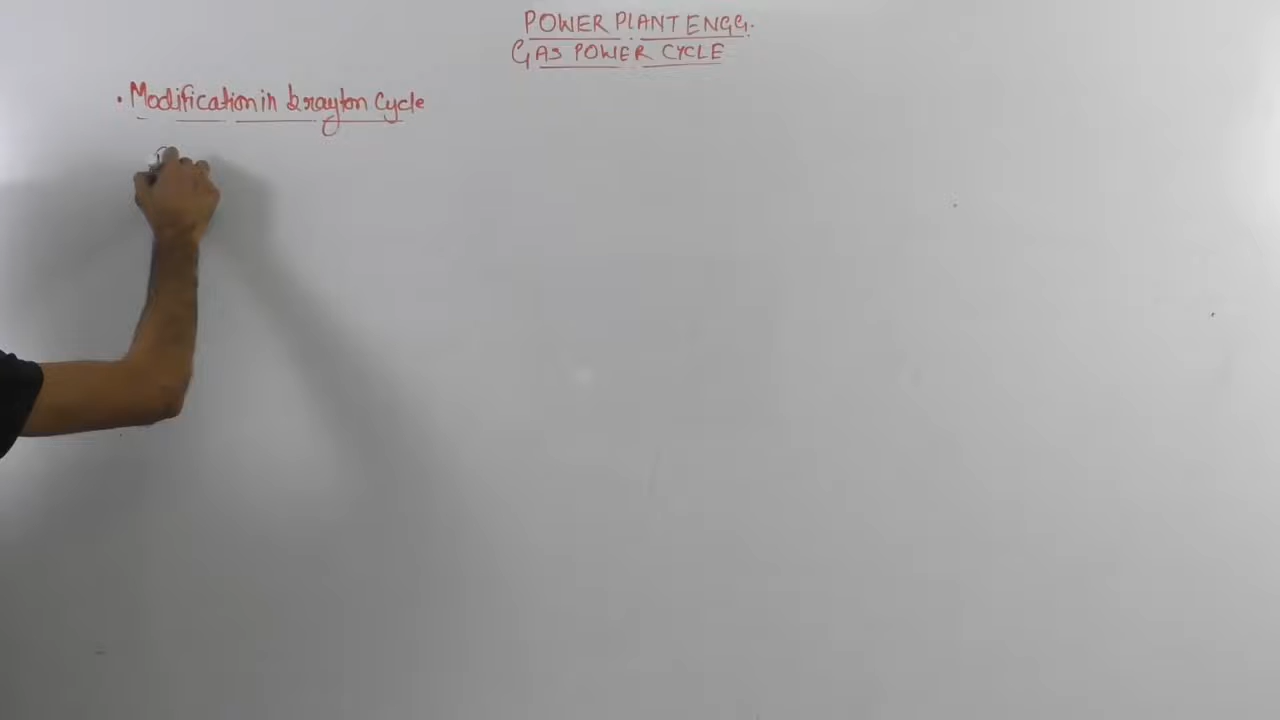 POWER PLANT ENGG.
GAS POWER CYCLE
. Modification in brayton Cycle